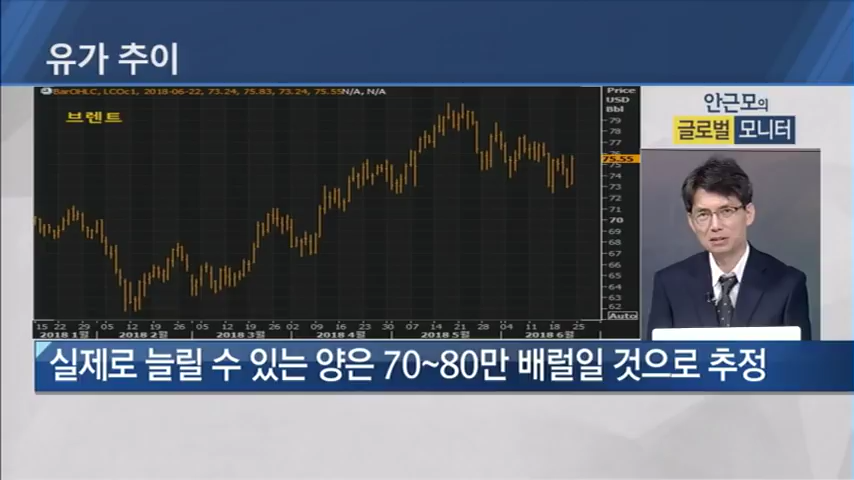 유가 추이
BarOHLC, LCOc1, 2018-06-22, 73.24, 75.83, 73.24, 75.55N/A, N/A
Price
USD
Bbl
브렌트
안근모의
글로벌 모니터
79
78
77
76
75.55
75
74
73
72
71
70
69
68
67
66
65
64
63
62
Auto
15 22 29 05 12 19 26 05 12 19 26 02 09 16 23 30 07 14 21 28 04 11 18 25
2018 1월 2018 2월 2018 3월 2018 4월 2018 5월 2018 6월
실제로 늘릴 수 있는 양은 70~80만 배럴일 것으로 추정